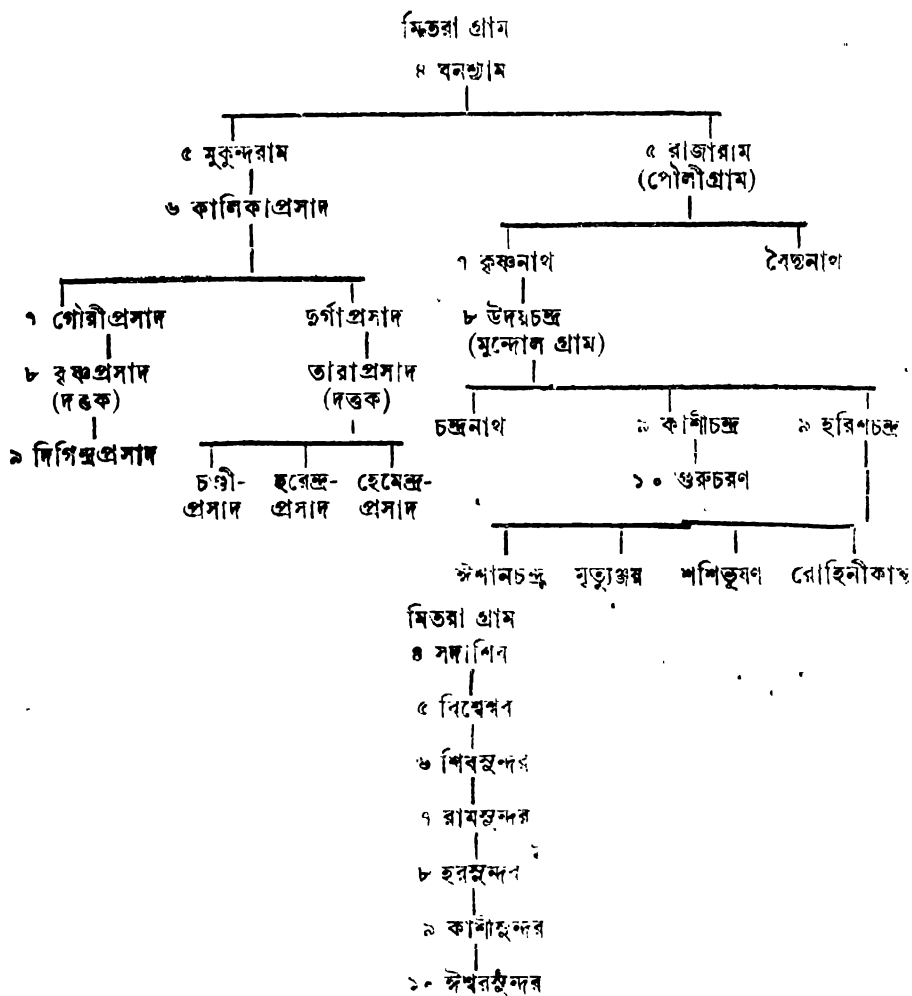 মিতরা গ্রাম
৪ ঘনশ্যাম
৫ মুকুন্দরাম
৫ রাজারাম
(পৌলীগ্রাম)
৬ কালিকাপ্রসাদ
৭ কৃষ্ণনাথ
বৈদ্যনাথ
৭ গৌরীপ্রসাদ
দুর্গাপ্রসাদ
৮ উদয়চন্দ্র
(মুন্দোল গ্রাম)
৮ কৃষ্ণপ্রসাদ
(দত্তক)
তারাপ্রসাদ
(দত্তক)
চন্দ্রনাথ
৯ কাশীচন্দ্র
৯ হরিশচন্দ্র
৯ দিগিন্দ্রপ্রসাদ
চণ্ডী-
প্রসাদ
হরেন্দ্র-
প্রসাদ
হেমেন্দ্র-
প্রসাদ
১০ গুরুচরণ
ঈশানচন্দ্র
মৃত্যুঞ্জয়
শশিভূষণ
রোহিনীকান্ত
মিতরা গ্রাম
৪ সদাশিব
৫ বিশ্বেশ্বর
৬ শিবসুন্দর
৭ রামসুন্দর
৮ হরসুন্দর
৯ কাশীসুন্দর
১০ ঈশ্বরসুন্দর